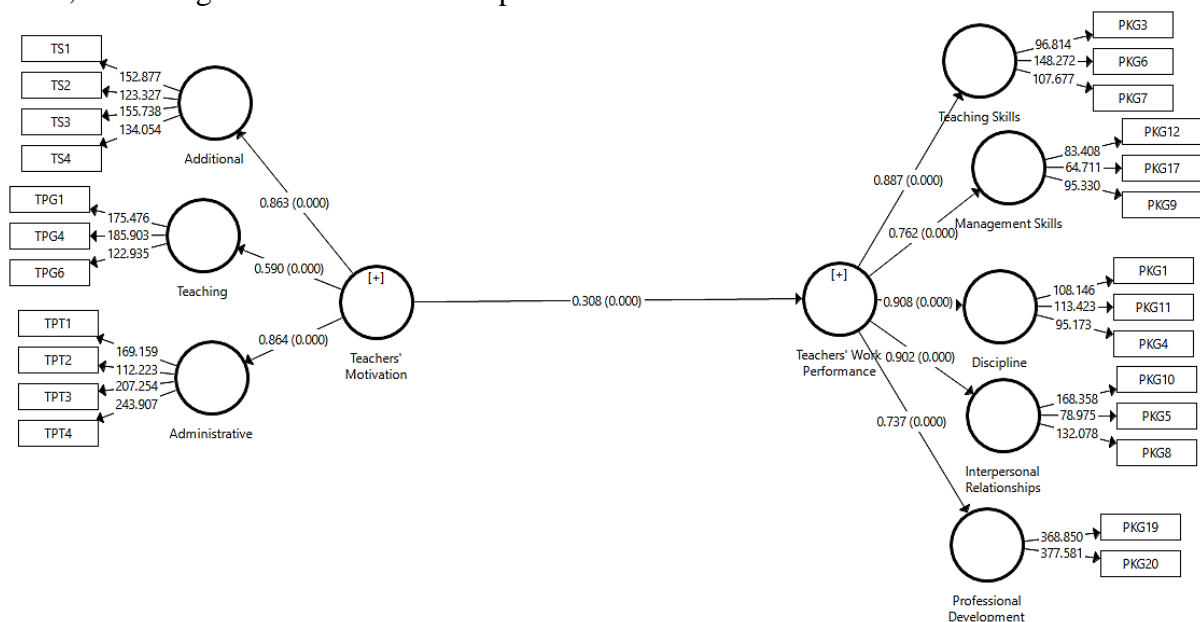 TS1
TS2
TS3
TS4
152.877
123.327
155.738
134.054
Additional
TPG1
TPG4
TPG6
175.476
185.903
122.935
Teaching
TPT1
TPT2
TPT3
TPT4
169.159
112.223
207.254
243.907
Administrative
0.863 (0.000)
0.590 (0.000)
0.864 (0.000)
[+]
Teachers'
Motivation
0.308 (0.000)
[+]
Teachers' Work
Performance
0.887 (0.000)
0.762 (0.000)
0.908 (0.000)
0.902 (0.000)
0.737 (0.000)
Teaching Skills
96.814
148.272
107.677
PKG3
PKG6
PKG7
Management Skills
83.408
64.711
95.330
PKG12
PKG17
PKG9
Discipline
108.146
113.423
95.173
PKG1
PKG11
PKG4
Interpersonal
Relationships
168.358
78.975
132.078
PKG10
PKG5
PKG8
Professional
Development
368.850
377.581
PKG19
PKG20